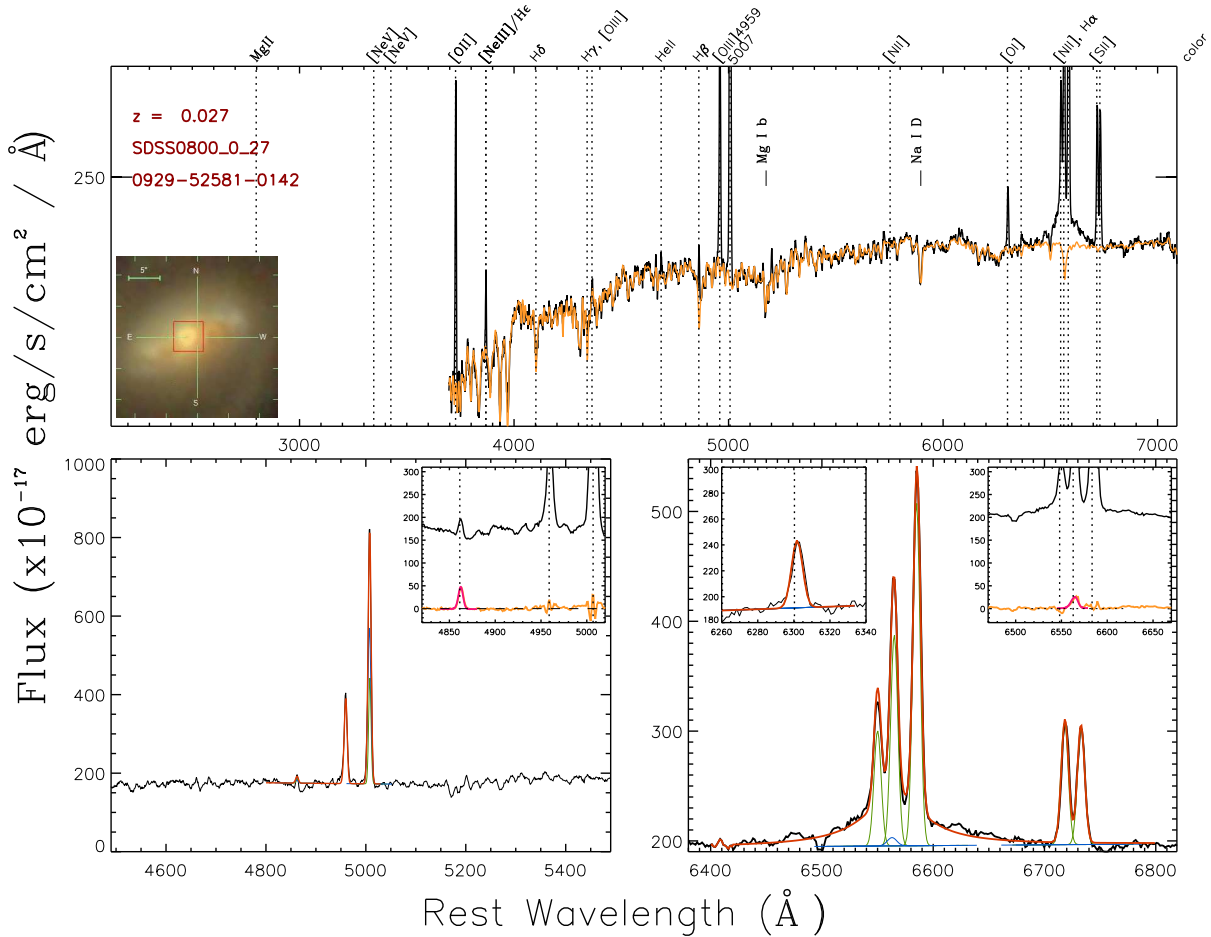 MgII
[NeV]
[NeV]
[OII]
[NeIII]/He
Hδ
Hγ, [OIII]
HeII
Hβ
[OIII]4959
5007
[NII]
[OI]
[NII], Hα
[SII]
color
z = 0.027
SDSS0800_0_27
0929-52581-0142
Mg I b
Na I D
250
5"
N
E
W
S
3000 4000 5000 6000 7000
Flux (x10⁻¹⁷ erg/s/cm² / Å)
1000
800
600
400
200
0
4600 4800 5000 5200 5400
300
250
200
150
100
50
0
4850 4900 4950 5000
500
400
300
200
6400 6500 6600 6700 6800
300
280
260
240
220
200
180
6260 6280 6300 6320 6340
300
250
200
150
100
50
0
6500 6550 6600 6650
Rest Wavelength (Å)